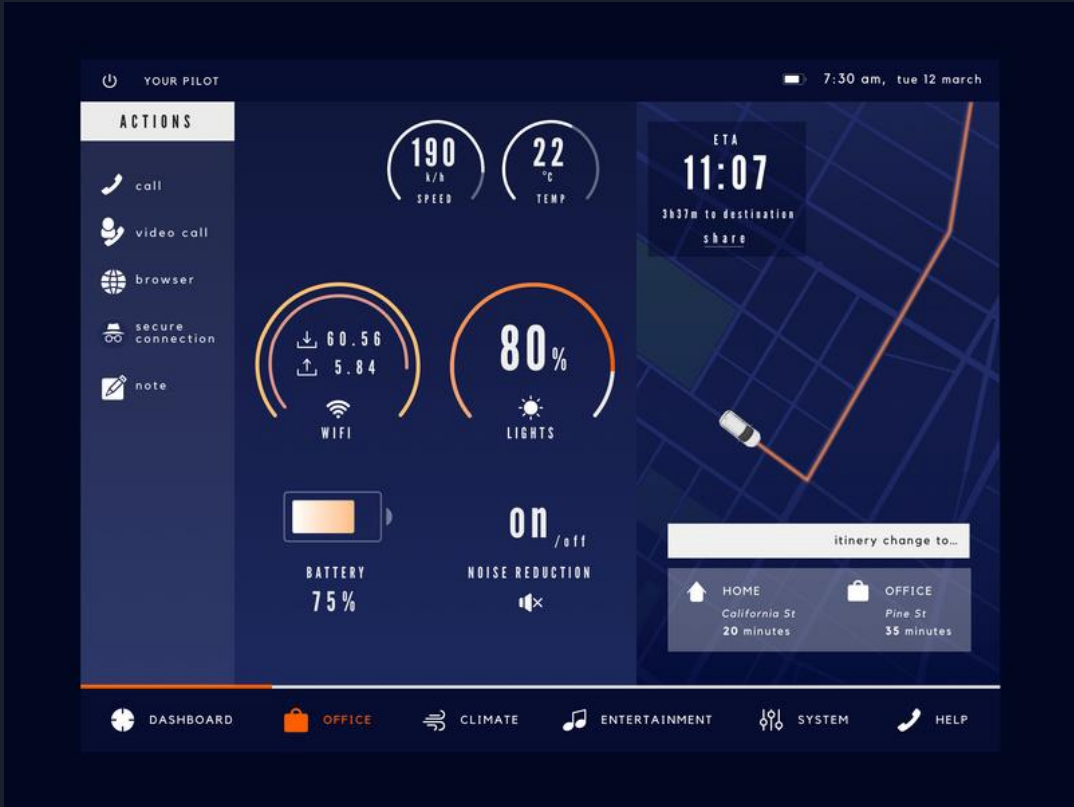 YOUR PILOT
7:30 am, tue 12 march
ACTIONS
call
video call
browser
secure
connection
note
190
k/h
SPEED
22
°C
TEMP
ETA
11:07
3h37m to destination
share
60.56
5.84
WIFI
80%
LIGHTS
BATTERY
75%
on/off
NOISE REDUCTION
itinery change to…
HOME
California St
20 minutes
OFFICE
Pine St
35 minutes
DASHBOARD
OFFICE
CLIMATE
ENTERTAINMENT
SYSTEM
HELP